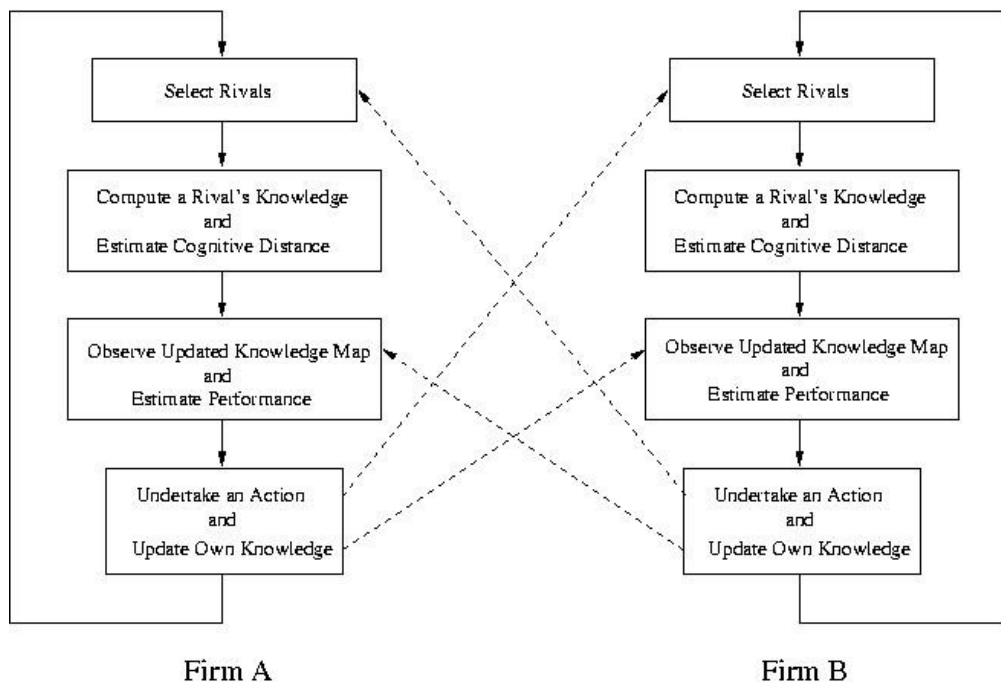 Select Rivals
Compute a Rival's Knowledge
and
Estimate Cognitive Distance
Observe Updated Knowledge Map
and
Estimate Performance
Undertake an Action
and
Update Own Knowledge
Firm A
Select Rivals
Compute a Rival's Knowledge
and
Estimate Cognitive Distance
Observe Updated Knowledge Map
and
Estimate Performance
Undertake an Action
and
Update Own Knowledge
Firm B